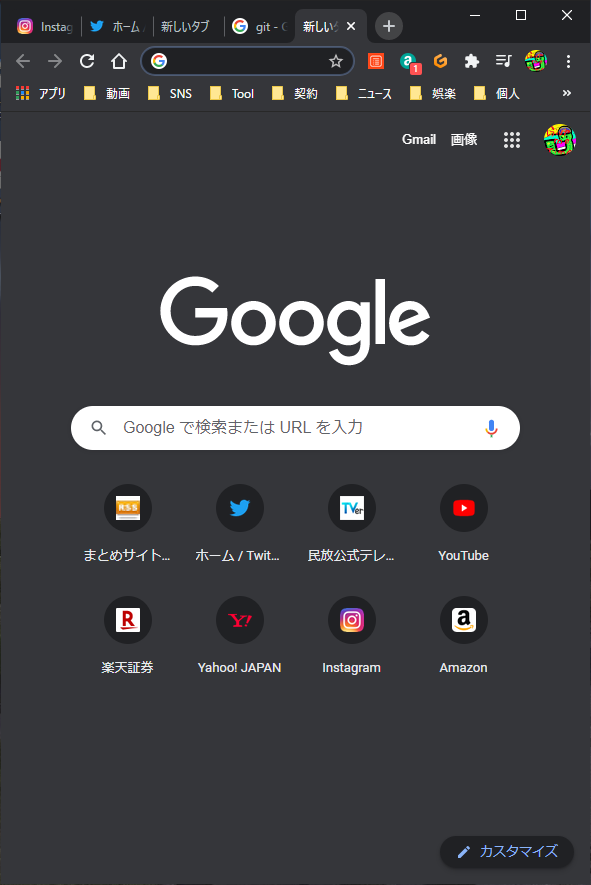 Instag ホーム 新しいタブ git - 新しいタ
アプリ 動画 SNS Tool 契約 ニュース 娯楽 個人 »
1
Gmail 画像
Google
Google で検索または URL を入力
RSS TVer
まとめサイト... ホーム / Twit... 民放公式テレ... YouTube
R Y! a
楽天証券 Yahoo! JAPAN Instagram Amazon
カスタマイズ